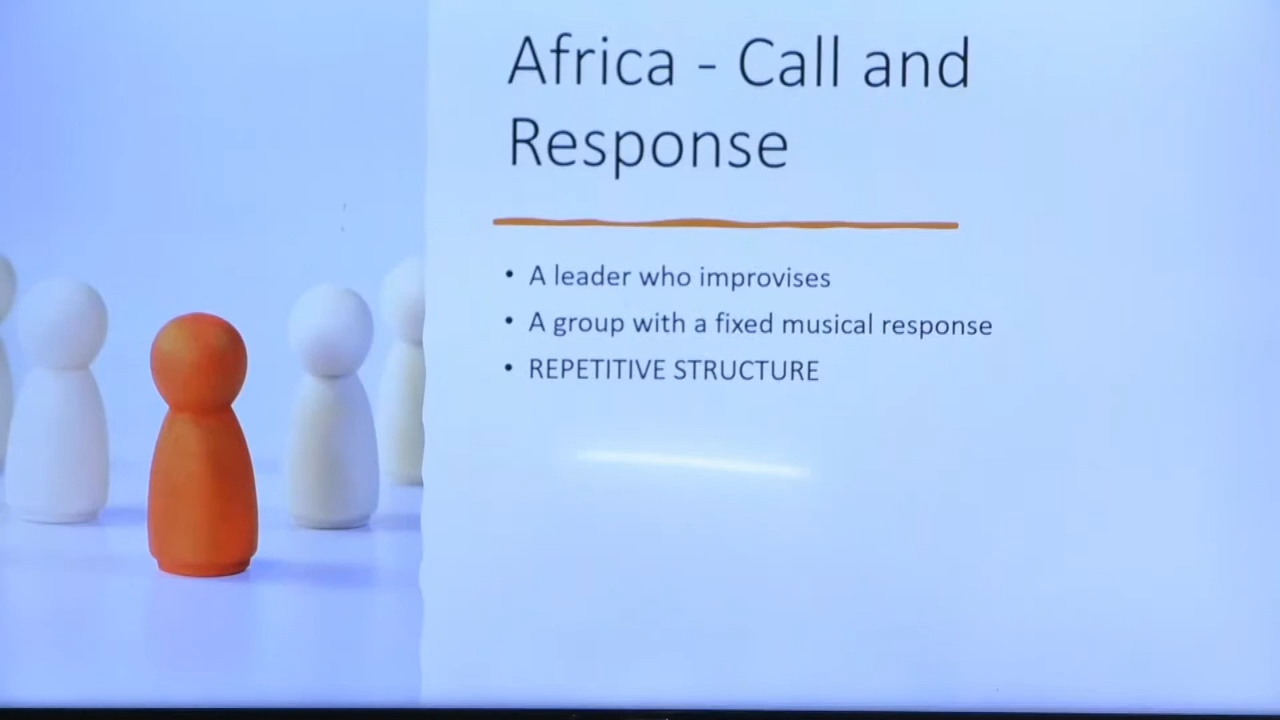 Africa - Call and
Response
• A leader who improvises
• A group with a fixed musical response
• REPETITIVE STRUCTURE